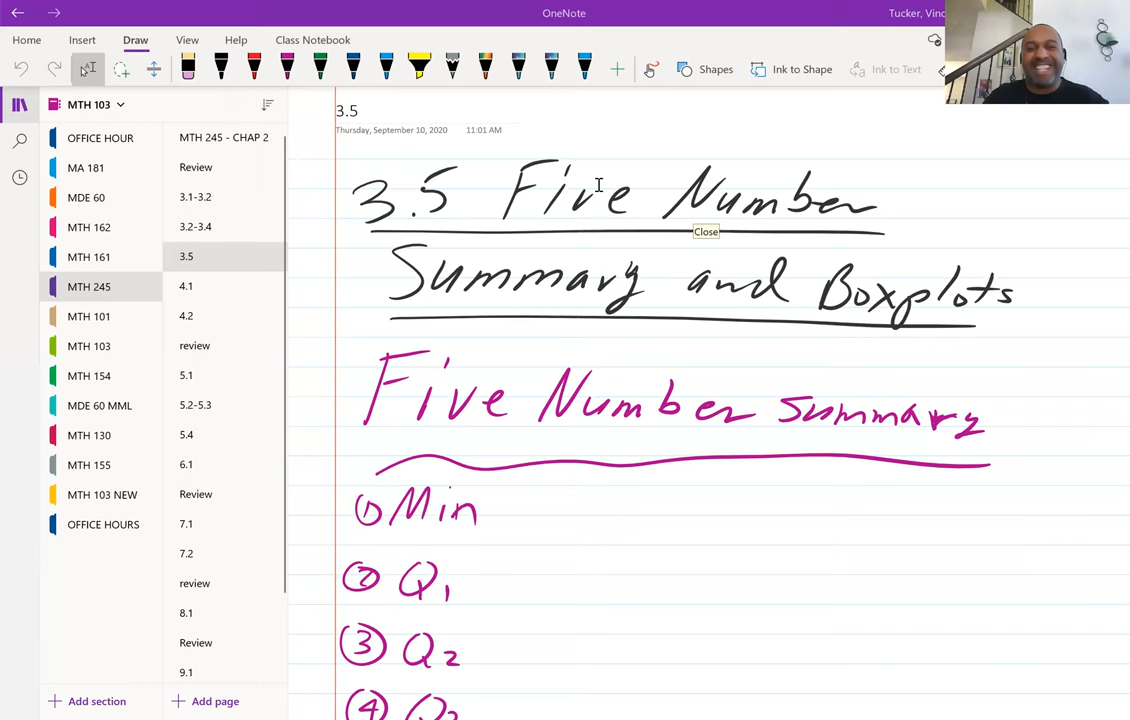 OneNote
Tucker, Vinc
Home Insert Draw View Help Class Notebook
Shapes Ink to Shape Ink to Text
MTH 103
OFFICE HOUR
MA 181
MDE 60
MTH 162
MTH 161
MTH 245
MTH 101
MTH 103
MTH 154
MDE 60 MML
MTH 130
MTH 155
MTH 103 NEW
OFFICE HOURS
Add section
MTH 245 - CHAP 2
Review
3.1-3.2
3.2-3.4
3.5
4.1
4.2
review
5.1
5.2-5.3
5.4
6.1
Review
7.1
7.2
review
8.1
Review
9.1
Add page
3.5
Thursday, September 10, 2020 11:01 AM
3.5 Five Number
Close
Summary and Boxplots
Five Number summary
① Min
② Q1
③ Q2
④ Q3